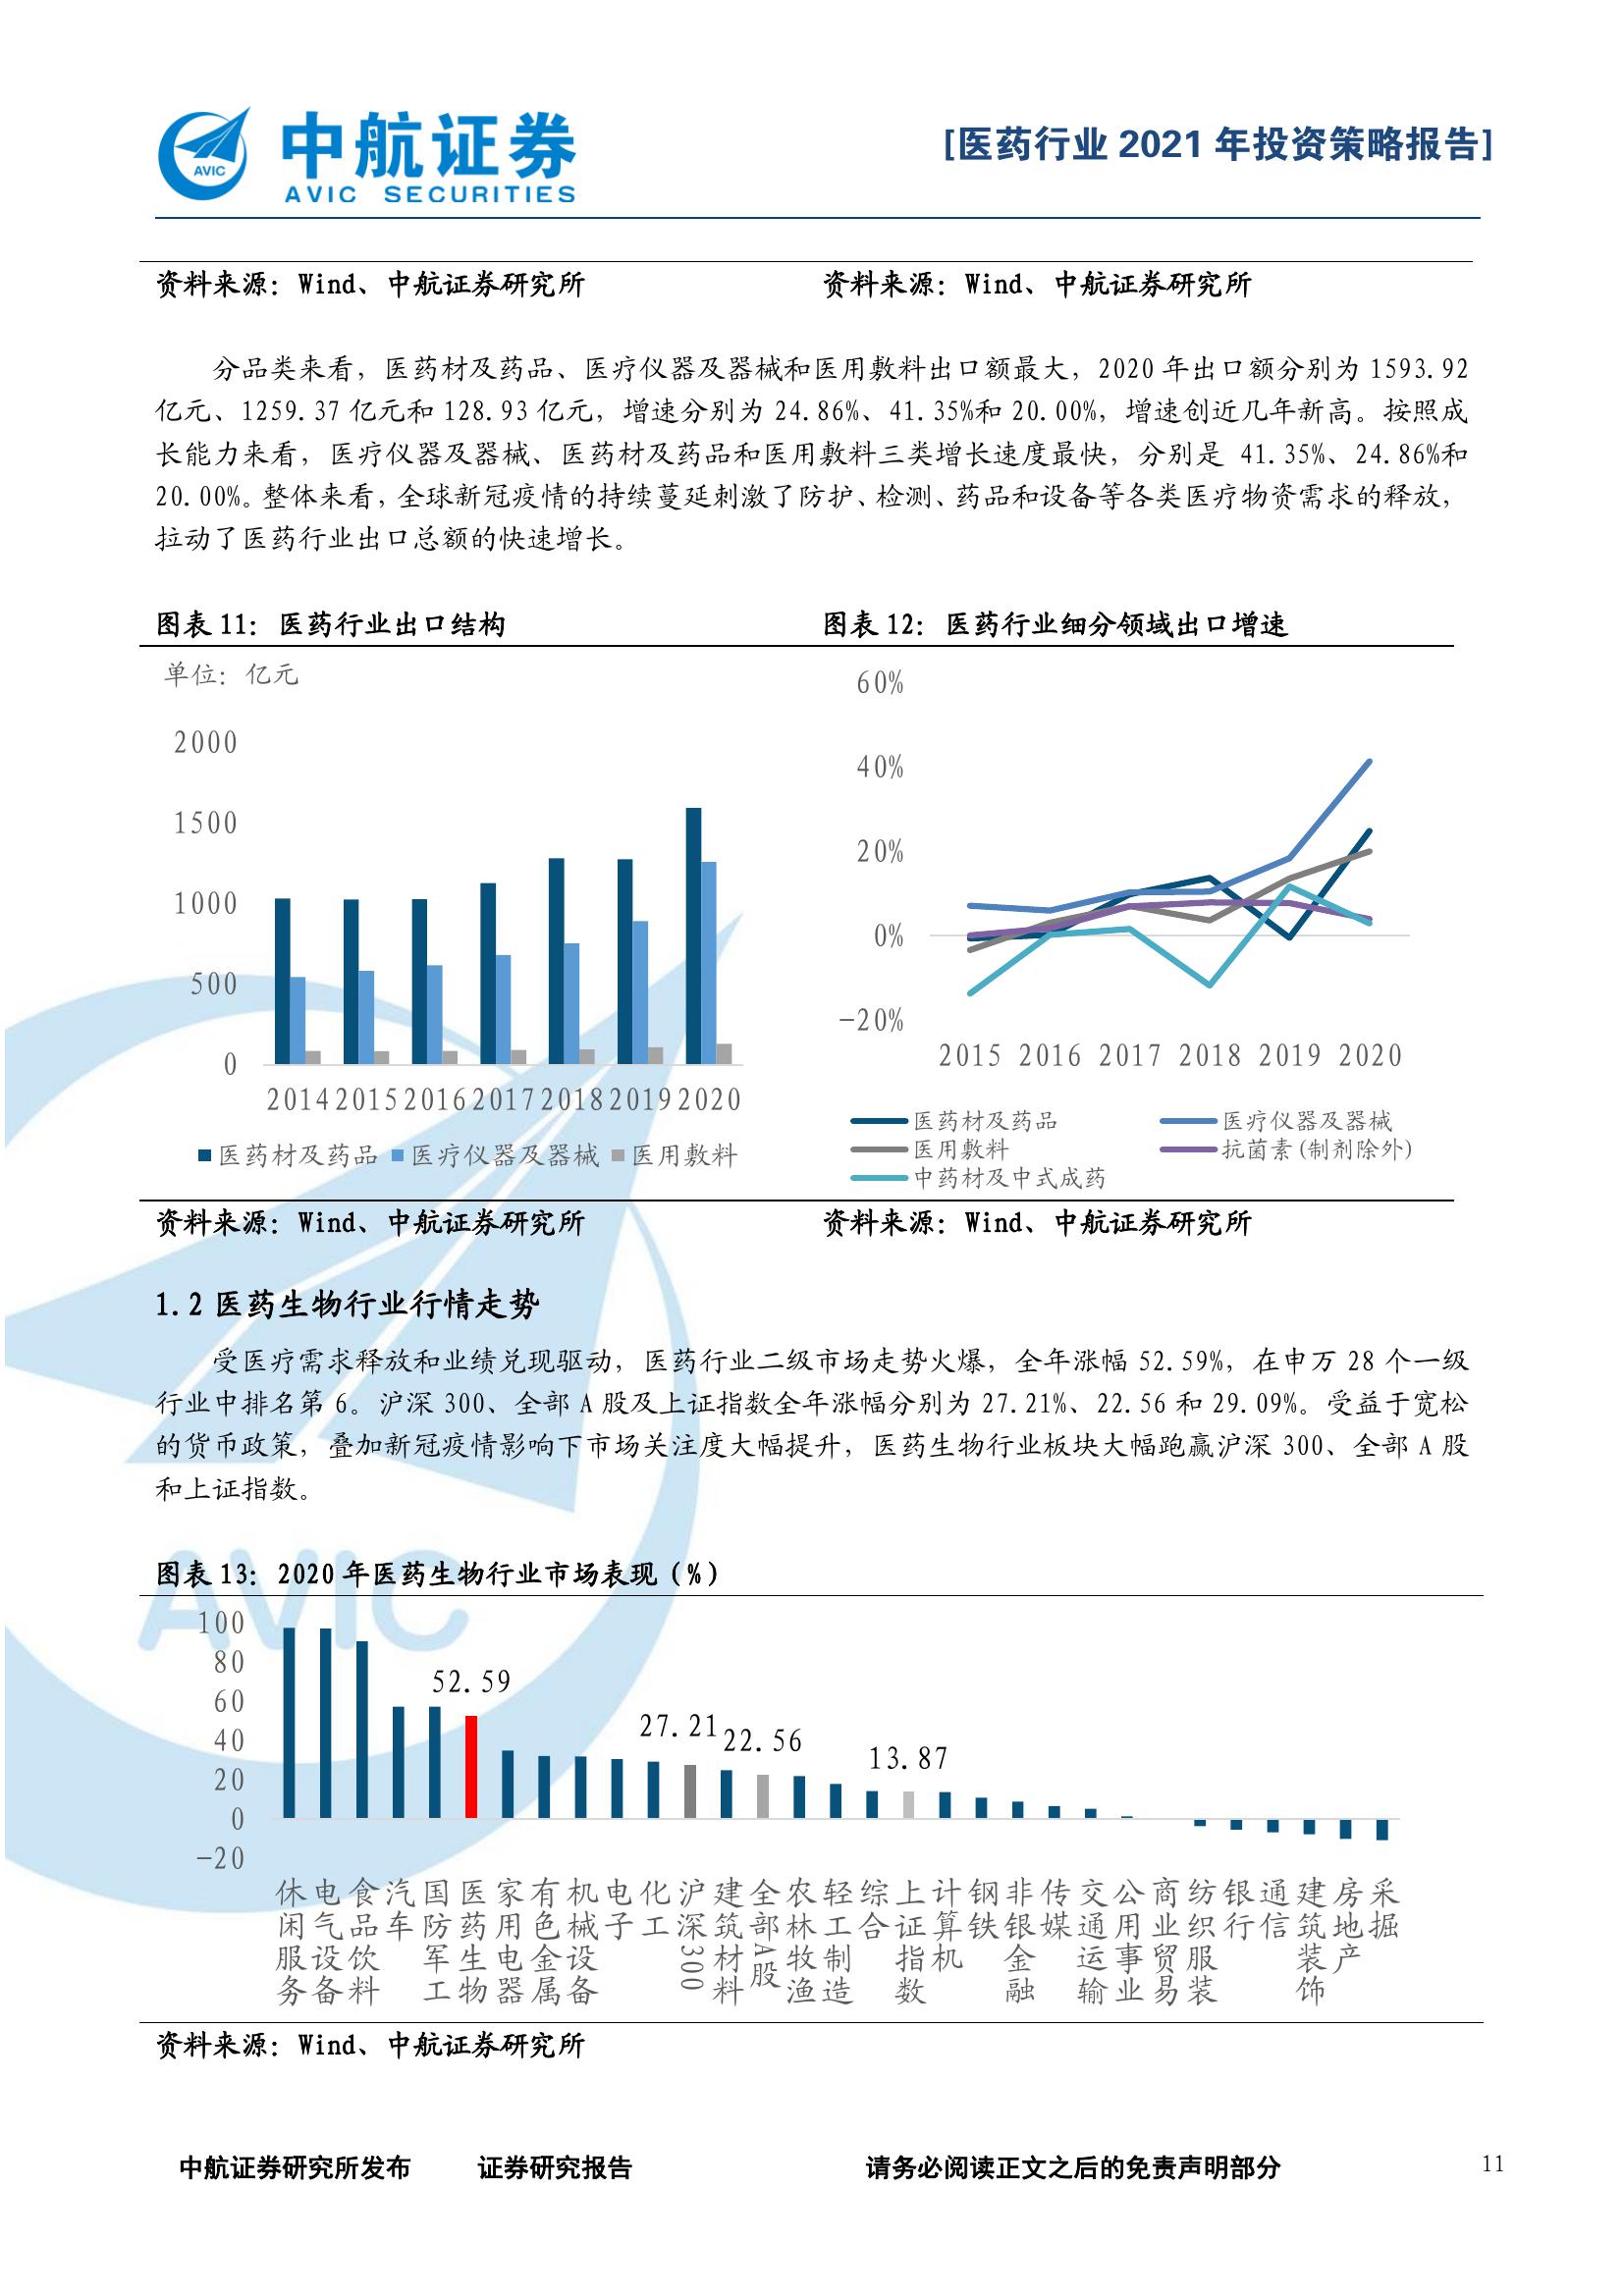 中航证券
AVIC
AVIC SECURITIES
[医药行业 2021 年投资策略报告]
资料来源：Wind、中航证券研究所
资料来源：Wind、中航证券研究所
分品类来看，医药材及药品、医疗仪器及器械和医用敷料出口额最大，2020 年出口额分别为 1593.92
亿元、1259.37 亿元和 128.93 亿元，增速分别为 24.86%、41.35%和 20.00%，增速创近几年新高。按照成
长能力来看，医疗仪器及器械、医药材及药品和医用敷料三类增长速度最快，分别是 41.35%、24.86%和
20.00%。整体来看，全球新冠疫情的持续蔓延刺激了防护、检测、药品和设备等各类医疗物资需求的释放，
拉动了医药行业出口总额的快速增长。
图表 11：医药行业出口结构
单位：亿元
2000
1500
1000
500
0
2014 2015 2016 2017 2018 2019 2020
医药材及药品 医疗仪器及器械 医用敷料
资料来源：Wind、中航证券研究所
图表 12：医药行业细分领域出口增速
60%
40%
20%
0%
-20%
2015 2016 2017 2018 2019 2020
医药材及药品 医疗仪器及器械
医用敷料 抗菌素(制剂除外)
中药材及中式成药
资料来源：Wind、中航证券研究所
1.2 医药生物行业行情走势
受医疗需求释放和业绩兑现驱动，医药行业二级市场走势火爆，全年涨幅 52.59%，在申万 28 个一级
行业中排名第 6。沪深 300、全部 A 股及上证指数全年涨幅分别为 27.21%、22.56 和 29.09%。受益于宽松
的货币政策，叠加新冠疫情影响下市场关注度大幅提升，医药生物行业板块大幅跑赢沪深 300、全部 A 股
和上证指数。
AVIC
图表 13：2020 年医药生物行业市场表现（%）
100
80
60
40
20
0
-20
52.59
27.21
22.56
13.87
休闲服务
电气设备
食品饮料
汽车
国防军工
医药生物
家用电器
有色金属
机械设备
电子
化工
沪深300
建筑材料
全部A股
农林牧渔
轻工制造
综合
上证指数
计算机
钢铁
非银金融
传媒
交通运输
公用事业
商业贸易
纺织服装
银行
通信
建筑装饰
房地产
采掘
资料来源：Wind、中航证券研究所
中航证券研究所发布 证券研究报告 请务必阅读正文之后的免责声明部分 11